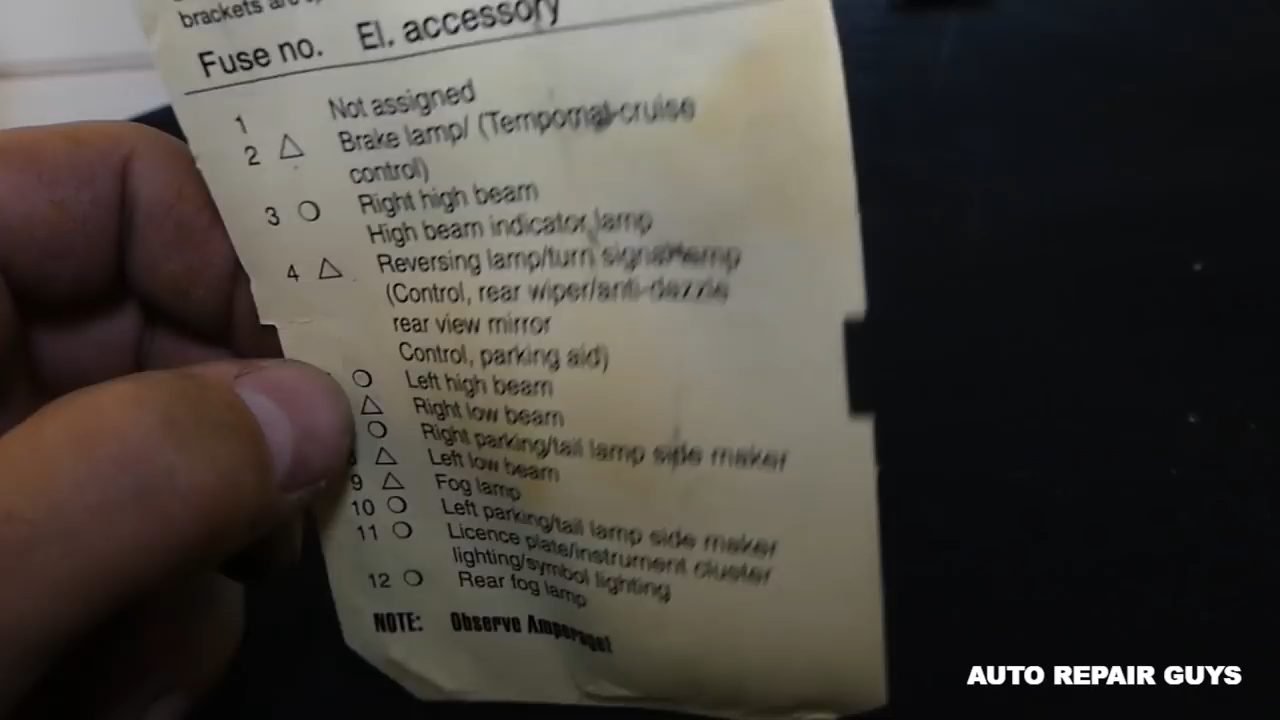 brackets are
Fuse no. El. accessory
1 Not assigned
2 △ Brake lamp/ (Tempomat-cruise
control)
3 ○ Right high beam
High beam indicator lamp
4 △ Reversing lamp/turn signal lamp
(Control, rear wiper/anti-dazzle
rear view mirror
Control, parking aid)
○ Left high beam
△ Right low beam
○ Right parking/tail lamp side maker
8 △ Left low beam
9 △ Fog lamp
10 ○ Left parking/tail lamp side maker
11 ○ Licence plate/instrument cluster
lighting/symbol lighting
12 ○ Rear fog lamp
NOTE: Observe Amperage!
AUTO REPAIR GUYS